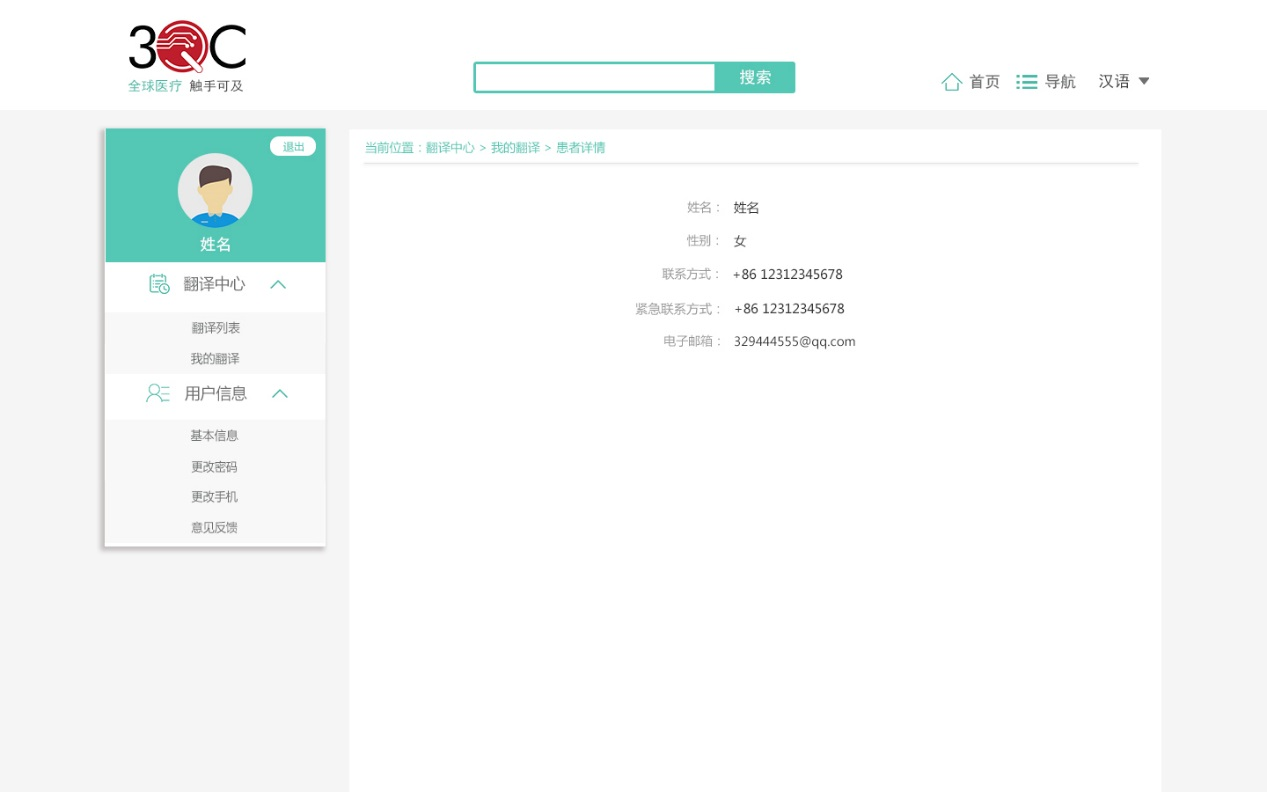 3QC
全球医疗 触手可及
搜索
首页
导航
汉语
退出
姓名
翻译中心
翻译列表
我的翻译
用户信息
基本信息
更改密码
更改手机
意见反馈
当前位置：翻译中心 > 我的翻译 > 患者详情
姓名： 姓名
性别： 女
联系方式： +86 12312345678
紧急联系方式： +86 12312345678
电子邮箱： 329444555@qq.com